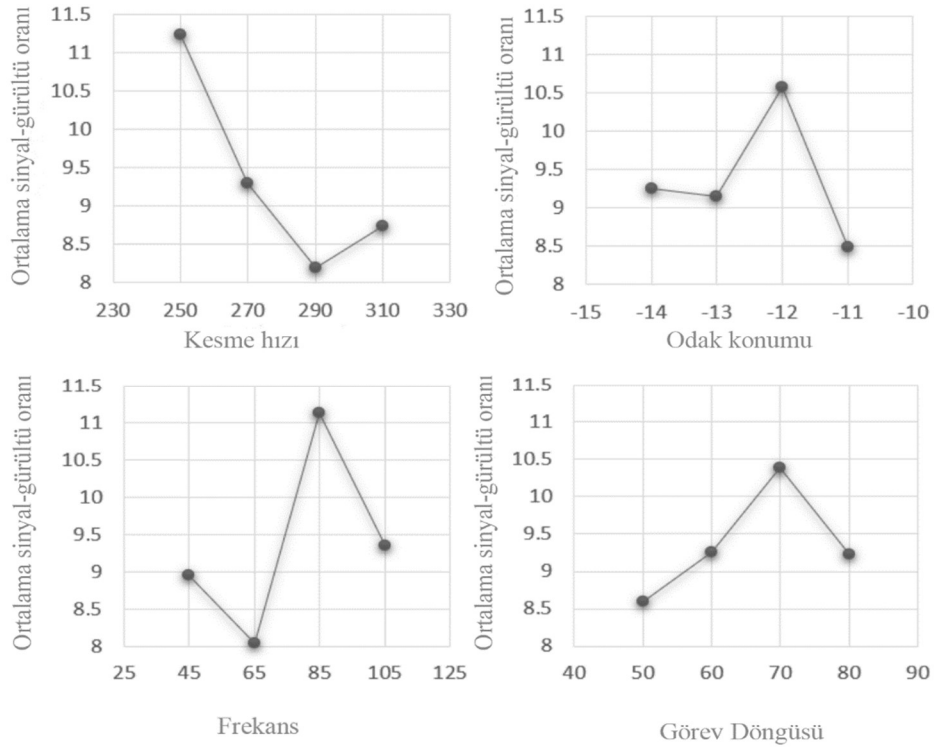 Ortalama sinyal-gürültü oranı
11.5
11
10.5
10
9.5
9
8.5
8
230 250 270 290 310 330
Kesme hızı
Ortalama sinyal-gürültü oranı
11.5
11
10.5
10
9.5
9
8.5
8
-15 -14 -13 -12 -11 -10
Odak konumu
Ortalama sinyal-gürültü oranı
11.5
11
10.5
10
9.5
9
8.5
8
25 45 65 85 105 125
Frekans
Ortalama sinyal-gürültü oranı
11.5
11
10.5
10
9.5
9
8.5
8
40 50 60 70 80 90
Görev Döngüsü